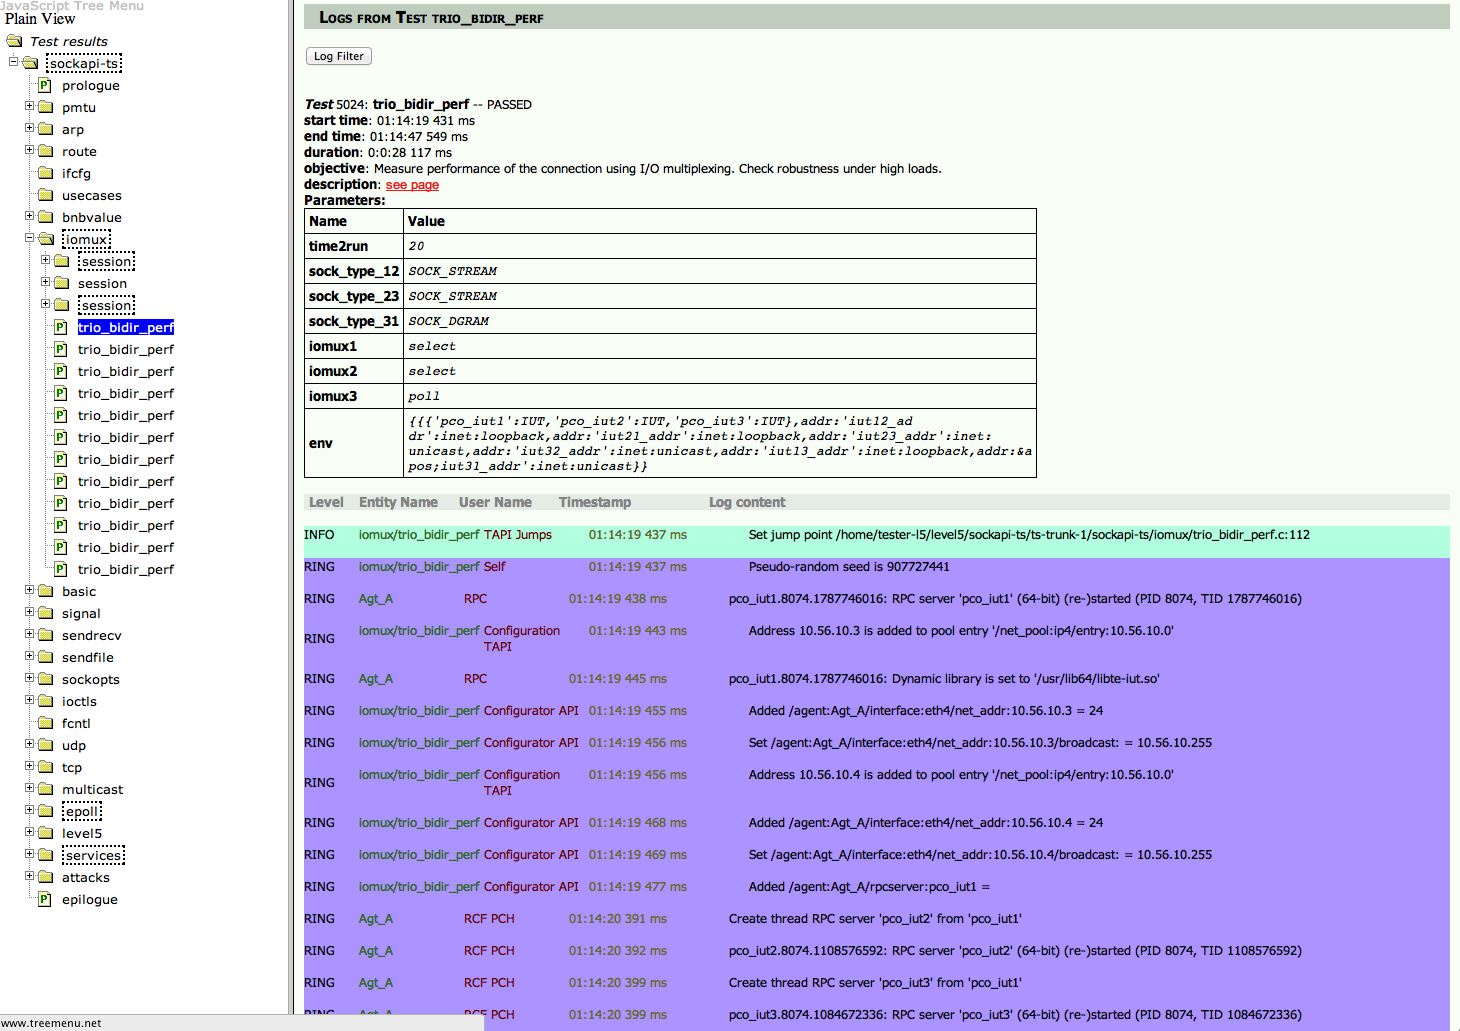 JavaScript Tree Menu
Plain View
Test results
sockapi-ts
prologue
pmtu
arp
route
ifcfg
usecases
bnbvalue
iomux
session
session
session
trio_bidir_perf
trio_bidir_perf
trio_bidir_perf
trio_bidir_perf
trio_bidir_perf
trio_bidir_perf
trio_bidir_perf
trio_bidir_perf
trio_bidir_perf
trio_bidir_perf
trio_bidir_perf
trio_bidir_perf
basic
signal
sendrecv
sendfile
sockopts
ioctls
fcntl
udp
tcp
multicast
epoll
level5
services
attacks
epilogue
www.treemenu.net
Logs from Test trio_bidir_perf
Log Filter
Test 5024: trio_bidir_perf -- PASSED
start time: 01:14:19 431 ms
end time: 01:14:47 549 ms
duration: 0:0:28 117 ms
objective: Measure performance of the connection using I/O multiplexing. Check robustness under high loads.
description: see page
Parameters:
Name Value
time2run 20
sock_type_12 SOCK_STREAM
sock_type_23 SOCK_STREAM
sock_type_31 SOCK_DGRAM
iomux1 select
iomux2 select
iomux3 poll
env {{{'pco_iut1':IUT,'pco_iut2':IUT,'pco_iut3':IUT},addr:'iut12_ad
dr':inet:loopback,addr:'iut21_addr':inet:loopback,addr:'iut23_addr':inet:
unicast,addr:'iut32_addr':inet:unicast,addr:'iut13_addr':inet:loopback,addr:&a
pos;iut31_addr':inet:unicast}}
Level Entity Name User Name Timestamp Log content
INFO iomux/trio_bidir_perf TAPI Jumps 01:14:19 437 ms Set jump point /home/tester-l5/level5/sockapi-ts/ts-trunk-1/sockapi-ts/iomux/trio_bidir_perf.c:112
RING iomux/trio_bidir_perf Self 01:14:19 437 ms Pseudo-random seed is 907727441
RING Agt_A RPC 01:14:19 438 ms pco_iut1.8074.1787746016: RPC server 'pco_iut1' (64-bit) (re-)started (PID 8074, TID 1787746016)
RING iomux/trio_bidir_perf Configuration TAPI 01:14:19 443 ms Address 10.56.10.3 is added to pool entry '/net_pool:ip4/entry:10.56.10.0'
RING Agt_A RPC 01:14:19 445 ms pco_iut1.8074.1787746016: Dynamic library is set to '/usr/lib64/libte-iut.so'
RING iomux/trio_bidir_perf Configurator API 01:14:19 455 ms Added /agent:Agt_A/interface:eth4/net_addr:10.56.10.3 = 24
RING iomux/trio_bidir_perf Configurator API 01:14:19 456 ms Set /agent:Agt_A/interface:eth4/net_addr:10.56.10.3/broadcast: = 10.56.10.255
RING iomux/trio_bidir_perf Configuration TAPI 01:14:19 456 ms Address 10.56.10.4 is added to pool entry '/net_pool:ip4/entry:10.56.10.0'
RING iomux/trio_bidir_perf Configurator API 01:14:19 468 ms Added /agent:Agt_A/interface:eth4/net_addr:10.56.10.4 = 24
RING iomux/trio_bidir_perf Configurator API 01:14:19 469 ms Set /agent:Agt_A/interface:eth4/net_addr:10.56.10.4/broadcast: = 10.56.10.255
RING iomux/trio_bidir_perf Configurator API 01:14:19 477 ms Added /agent:Agt_A/rpcserver:pco_iut1 =
RING Agt_A RCF PCH 01:14:20 391 ms Create thread RPC server 'pco_iut2' from 'pco_iut1'
RING Agt_A RCF PCH 01:14:20 392 ms pco_iut2.8074.1108576592: RPC server 'pco_iut2' (64-bit) (re-)started (PID 8074, TID 1108576592)
RING Agt_A RCF PCH 01:14:20 399 ms Create thread RPC server 'pco_iut3' from 'pco_iut1'
RING Agt_A RCF PCH 01:14:20 399 ms pco_iut3.8074.1084672336: RPC server 'pco_iut3' (64-bit) (re-)started (PID 8074, TID 1084672336)